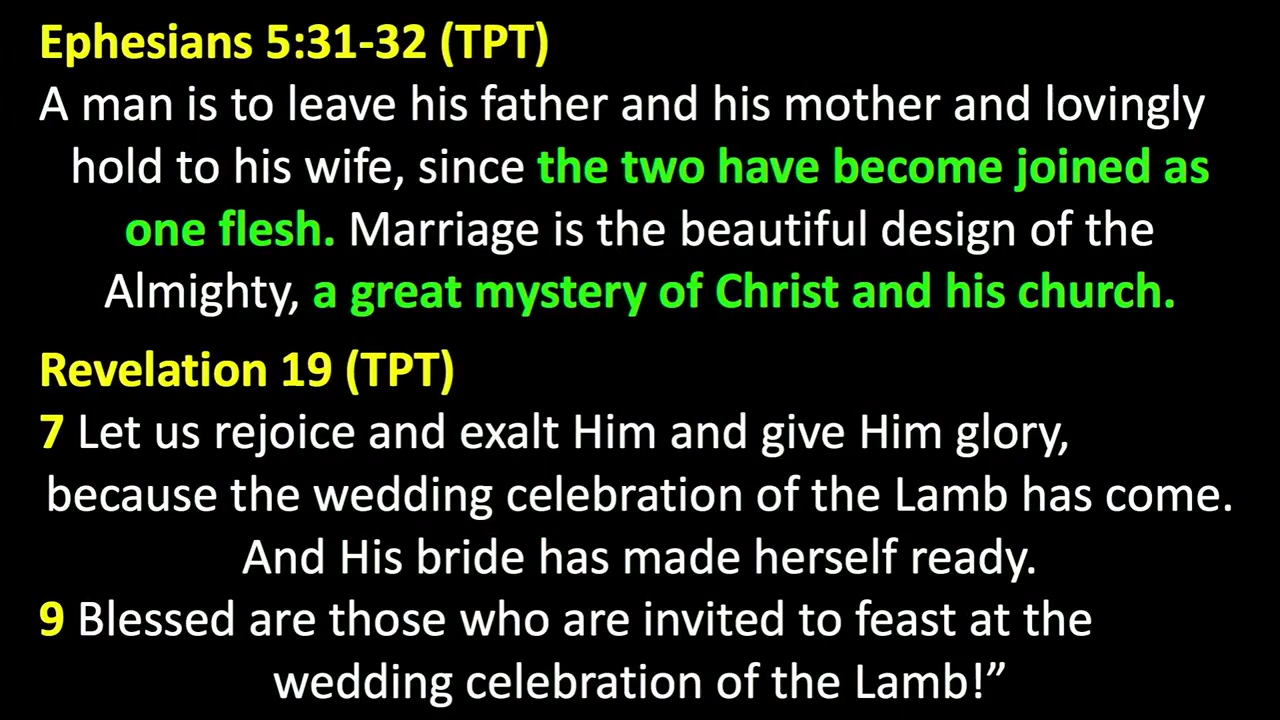 Ephesians 5:31-32 (TPT)
A man is to leave his father and his mother and lovingly
hold to his wife, since the two have become joined as
one flesh. Marriage is the beautiful design of the
Almighty, a great mystery of Christ and his church.
Revelation 19 (TPT)
7 Let us rejoice and exalt Him and give Him glory,
because the wedding celebration of the Lamb has come.
And His bride has made herself ready.
9 Blessed are those who are invited to feast at the
wedding celebration of the Lamb!”